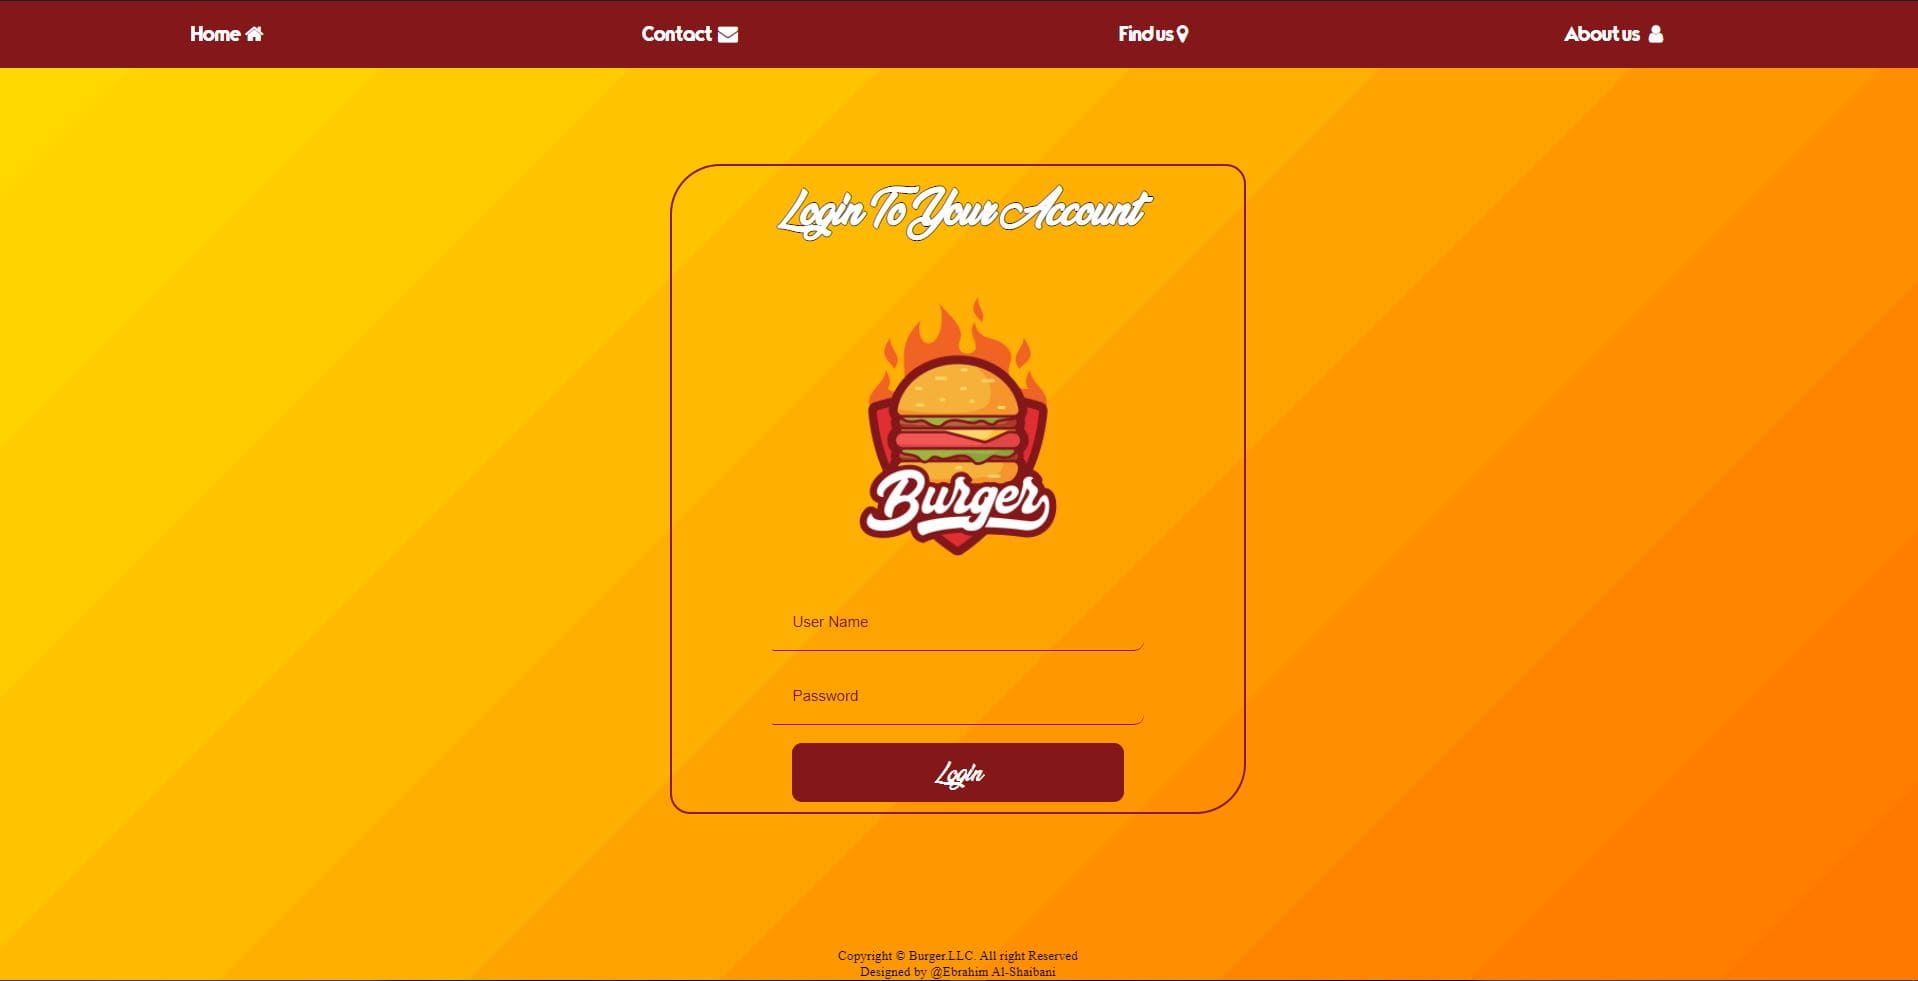 Home
Contact
Find us
About us
Login To Your Account
Burger
User Name
Password
Login
Copyright © Burger.LLC. All right Reserved
Designed by @Ebrahim Al-Shaibani